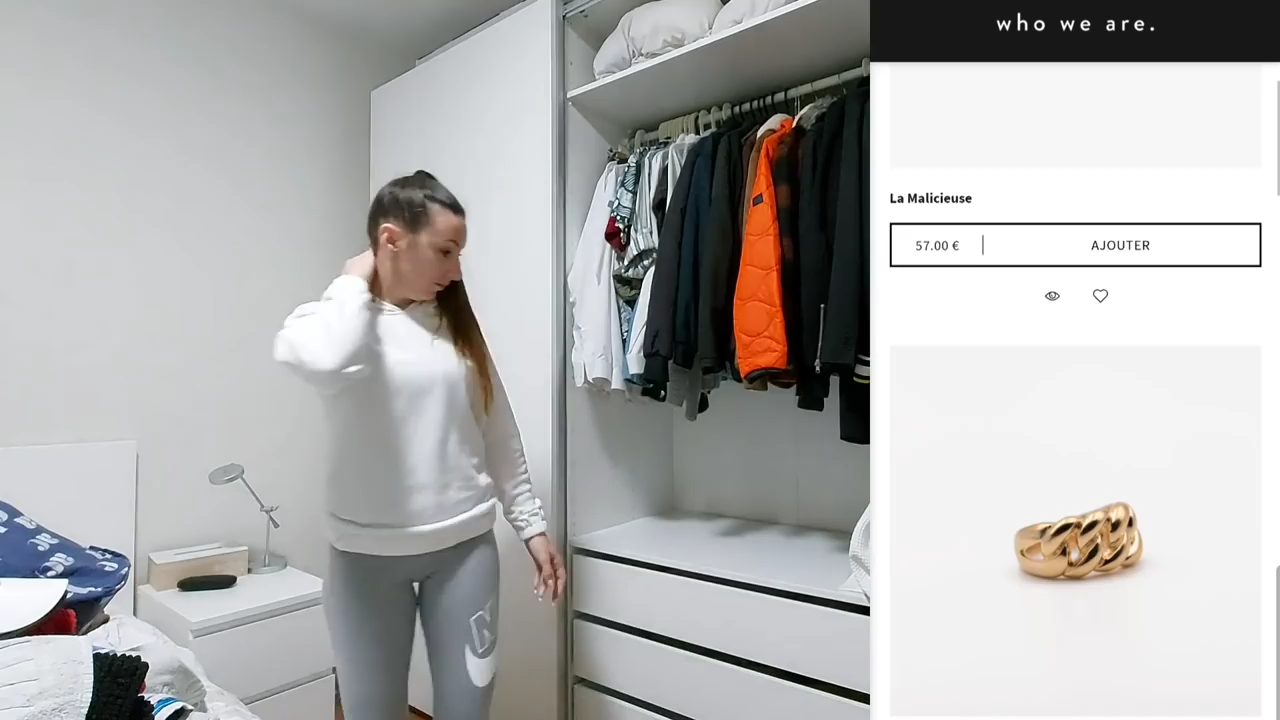 who we are.
La Malicieuse
57.00 €
AJOUTER
N